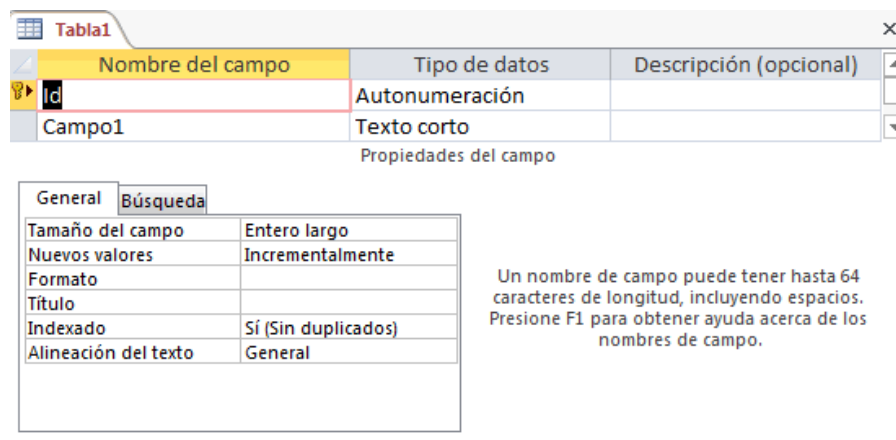 Tabla1
Nombre del campo Tipo de datos Descripción (opcional)
Id Autonumeración
Campo1 Texto corto
Propiedades del campo
General Búsqueda
Tamaño del campo Entero largo
Nuevos valores Incrementalmente
Formato
Título
Indexado Sí (Sin duplicados)
Alineación del texto General
Un nombre de campo puede tener hasta 64
caracteres de longitud, incluyendo espacios.
Presione F1 para obtener ayuda acerca de los
nombres de campo.